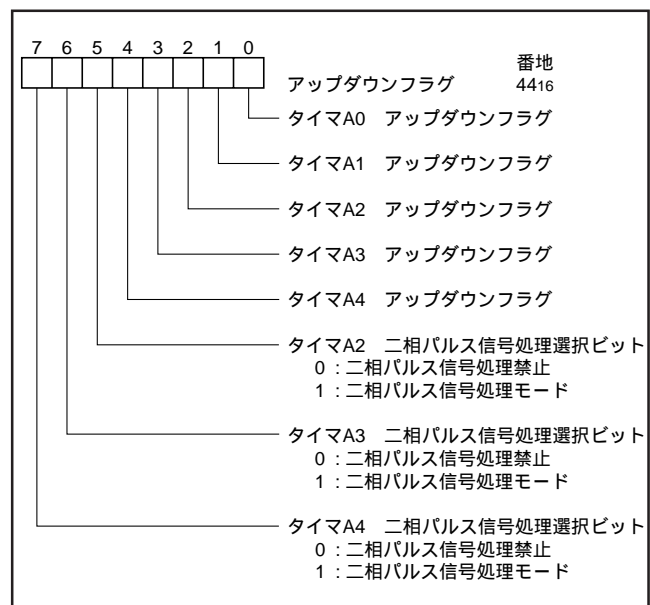 7 6 5 4 3 2 1 0
番地
アップダウンフラグ 4416
タイマA0 アップダウンフラグ
タイマA1 アップダウンフラグ
タイマA2 アップダウンフラグ
タイマA3 アップダウンフラグ
タイマA4 アップダウンフラグ
タイマA2 二相パルス信号処理選択ビット
0 : 二相パルス信号処理禁止
1 : 二相パルス信号処理モード
タイマA3 二相パルス信号処理選択ビット
0 : 二相パルス信号処理禁止
1 : 二相パルス信号処理モード
タイマA4 二相パルス信号処理選択ビット
0 : 二相パルス信号処理禁止
1 : 二相パルス信号処理モード